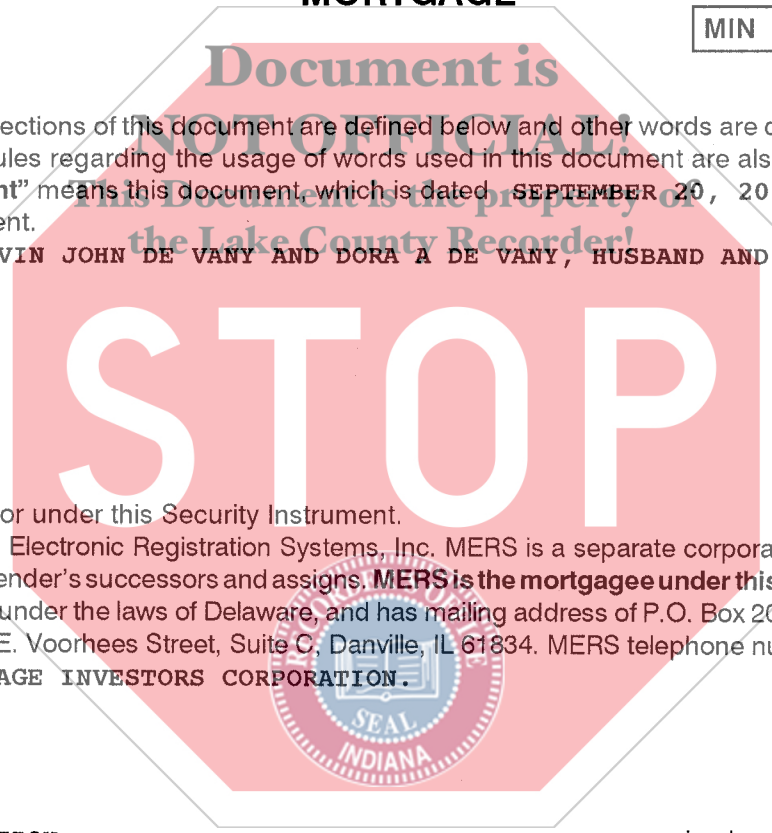 MORTGAGE
MIN
Document is
NOT OFFICIAL!
This Document is the property of
the Lake County Recorder!
ections of this document are defined below and other words are
ules regarding the usage of words used in this document are als
nt" means this document, which is dated SEPTEMBER 20, 20
ent.
VIN JOHN DE VANY AND DORA A DE VANY, HUSBAND AND
STOP
or under this Security Instrument.
Electronic Registration Systems, Inc. MERS is a separate corpora
ender's successors and assigns. MERS is the mortgagee under this
under the laws of Delaware, and has mailing address of P.O. Box 20
E. Voorhees Street, Suite C, Danville, IL 61834. MERS telephone nu
AGE INVESTORS CORPORATION.
SEAL
INDIANA